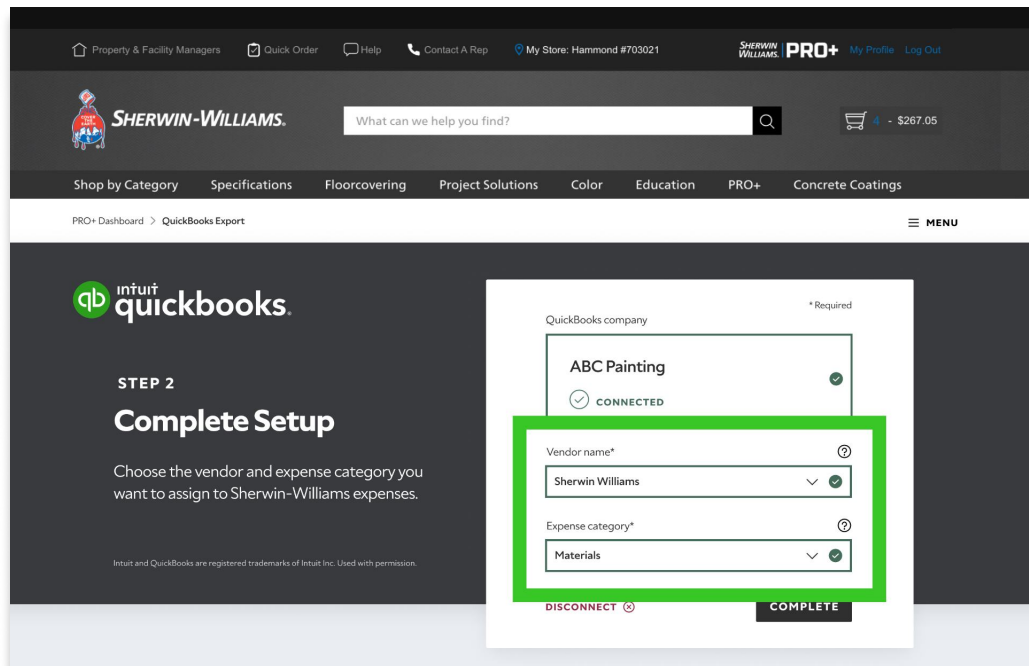 Property & Facility Managers Quick Order Help Contact A Rep My Store: Hammond #703021 SHERWIN WILLIAMS. PRO+ My Profile Log Out
COVER THE EARTH
SHERWIN-WILLIAMS. What can we help you find? 4 - $267.05
Shop by Category Specifications Floorcovering Project Solutions Color Education PRO+ Concrete Coatings
PRO+ Dashboard > QuickBooks Export MENU
qb intuit quickbooks.
STEP 2
Complete Setup
Choose the vendor and expense category you
want to assign to Sherwin-Williams expenses.
Intuit and QuickBooks are registered trademarks of Intuit Inc. Used with permission.
* Required
QuickBooks company
ABC Painting
CONNECTED
Vendor name*
Sherwin Williams
Expense category*
Materials
DISCONNECT COMPLETE